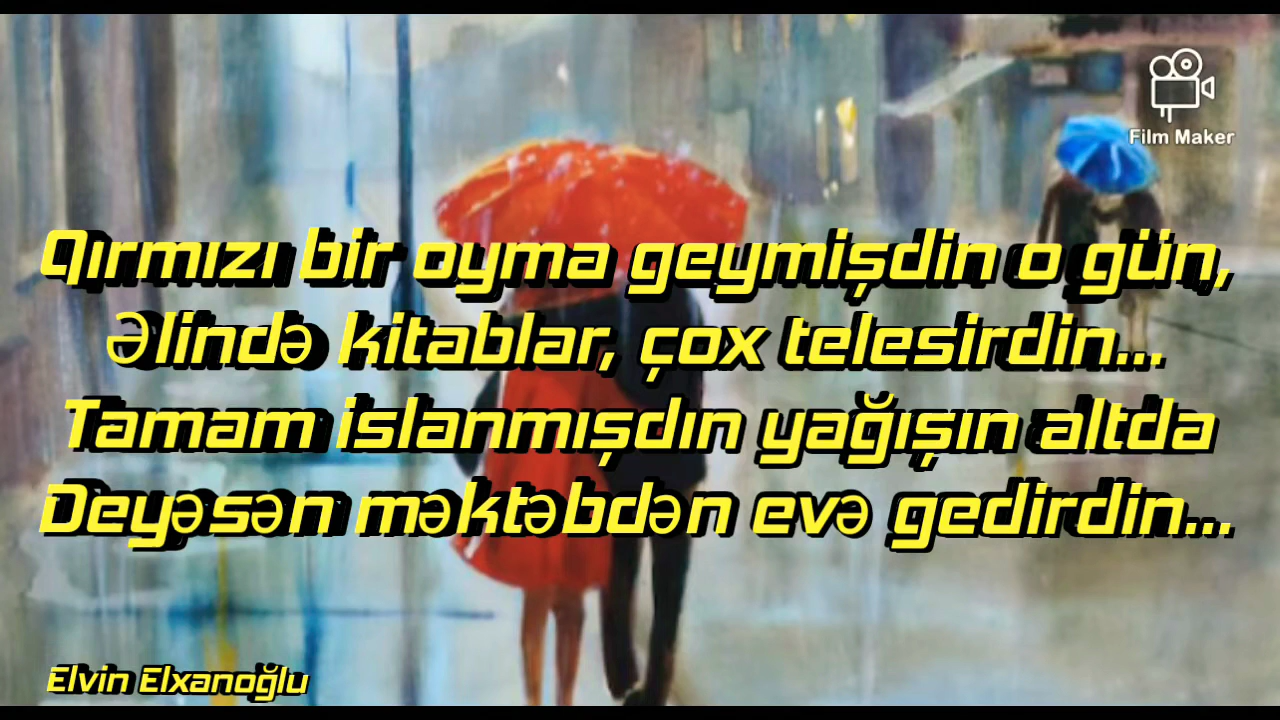 Film Maker
Qırmızı bir oyma geymişdin o gün,
Əlində kitablar, çox telesirdin...
Tamam islanmışdın yağışın altda
Deyəsən məktəbdən evə gedirdin...
Elvin Elxanoğlu